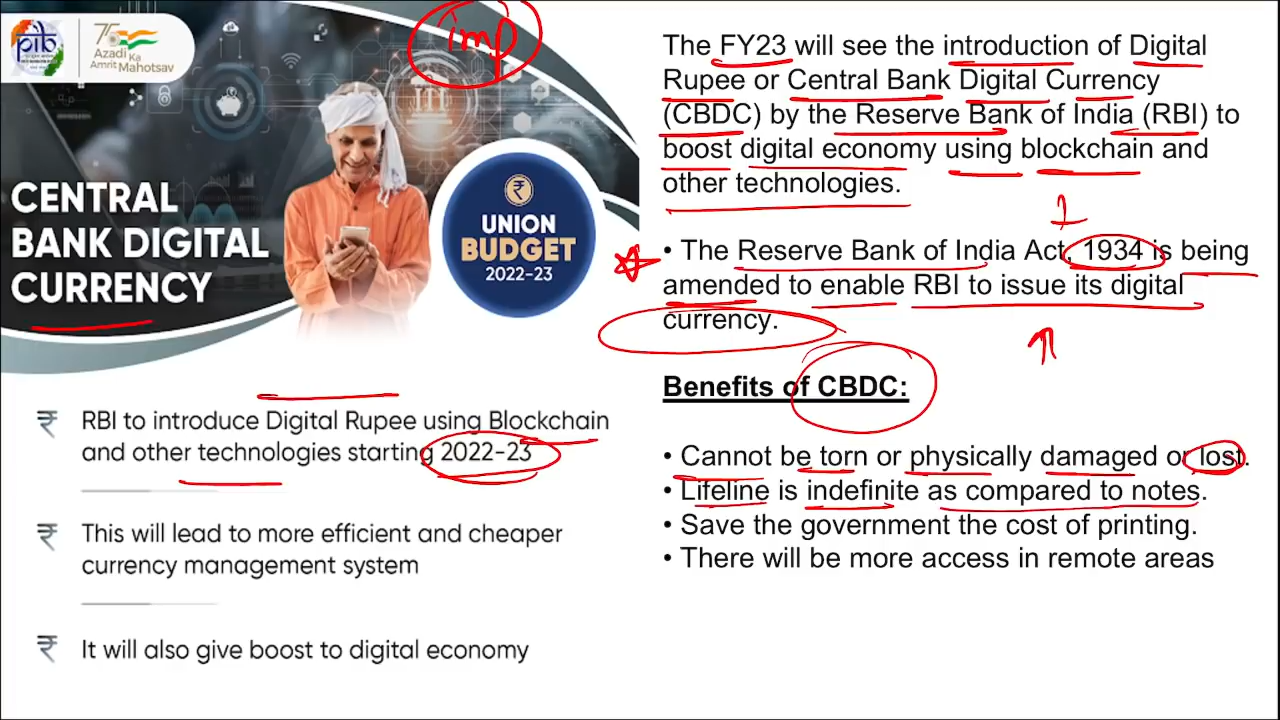 pib
75
Azadi Ka
Amrit Mahotsav
imp
CENTRAL
BANK DIGITAL
CURRENCY
₹
UNION
BUDGET
2022-23
₹ RBI to introduce Digital Rupee using Blockchain
and other technologies starting 2022-23
₹ This will lead to more efficient and cheaper
currency management system
₹ It will also give boost to digital economy
The FY23 will see the introduction of Digital
Rupee or Central Bank Digital Currency
(CBDC) by the Reserve Bank of India (RBI) to
boost digital economy using blockchain and
other technologies.
• The Reserve Bank of India Act, 1934 is being
amended to enable RBI to issue its digital
currency.
Benefits of CBDC:
• Cannot be torn or physically damaged or lost.
• Lifeline is indefinite as compared to notes.
• Save the government the cost of printing.
• There will be more access in remote areas